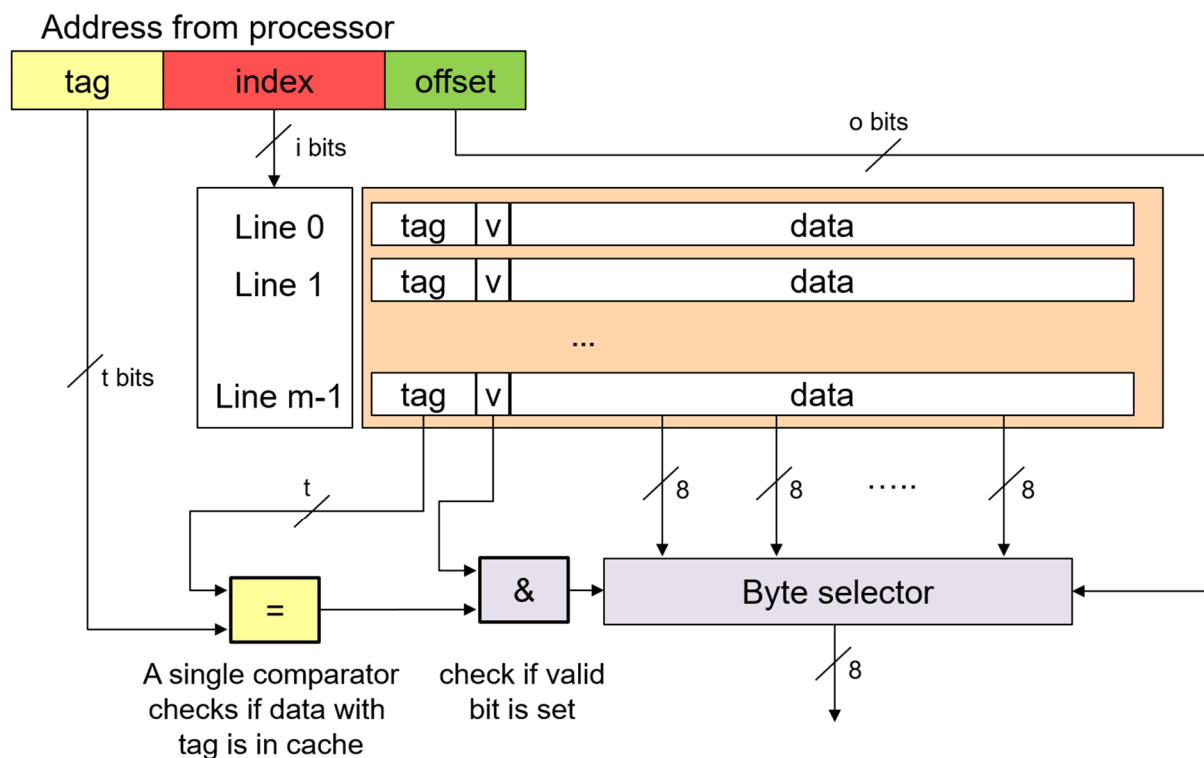 Address from processor
tag index offset
i bits
o bits
Line 0 tag v data
Line 1 tag v data
...
t bits
Line m-1 tag v data
t
8 8 ..... 8
=
&
Byte selector
A single comparator
checks if data with
tag is in cache
check if valid
bit is set
8